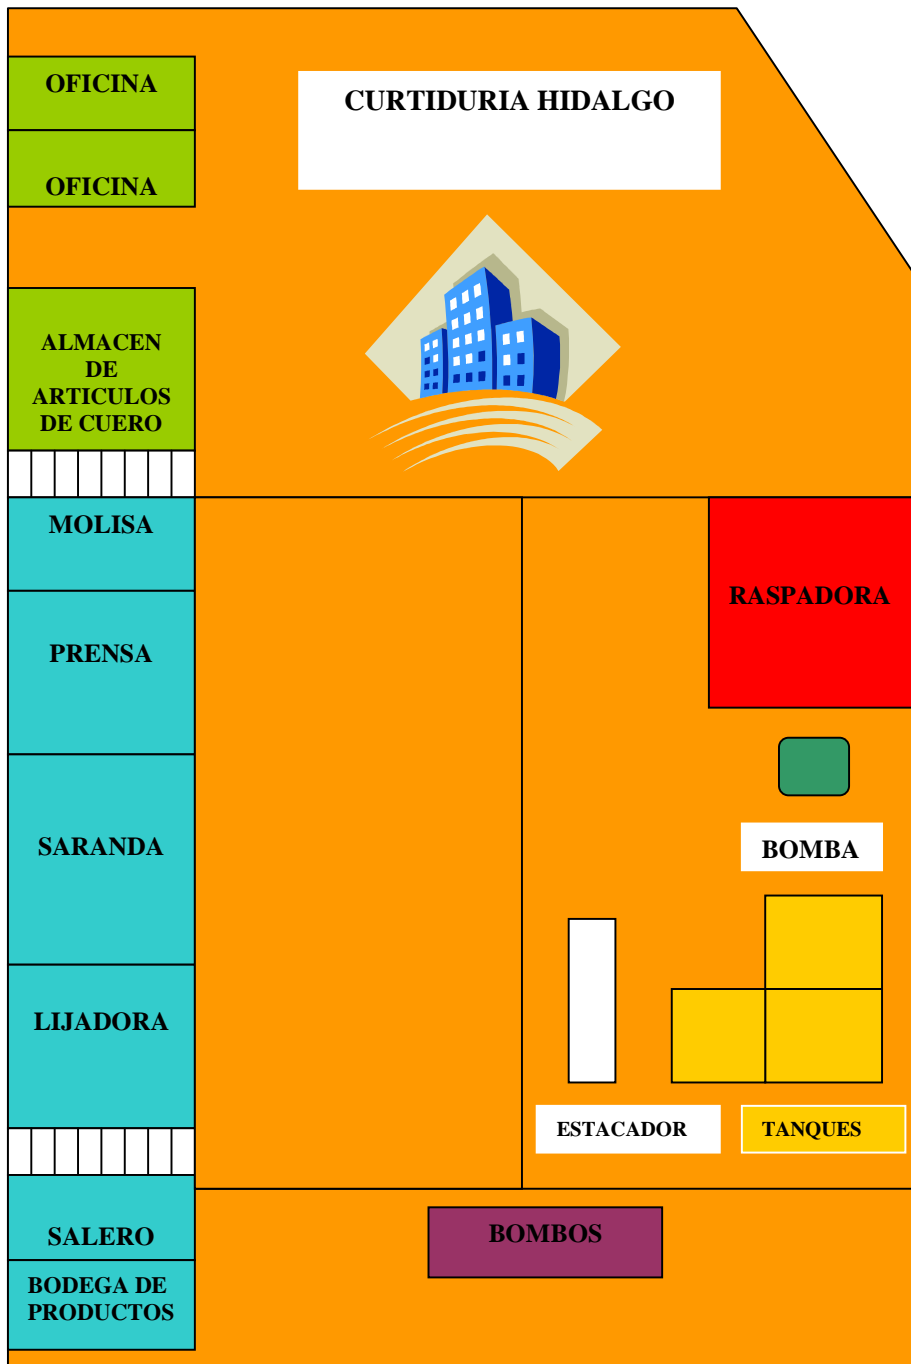 OFICINA
CURTIDURIA HIDALGO
OFICINA
ALMACEN
DE
ARTICULOS
DE CUERO
MOLISA
RASPADORA
PRENSA
SARANDA
BOMBA
LIJADORA
ESTACADOR
TANQUES
SALERO
BOMBOS
BODEGA DE
PRODUCTOS